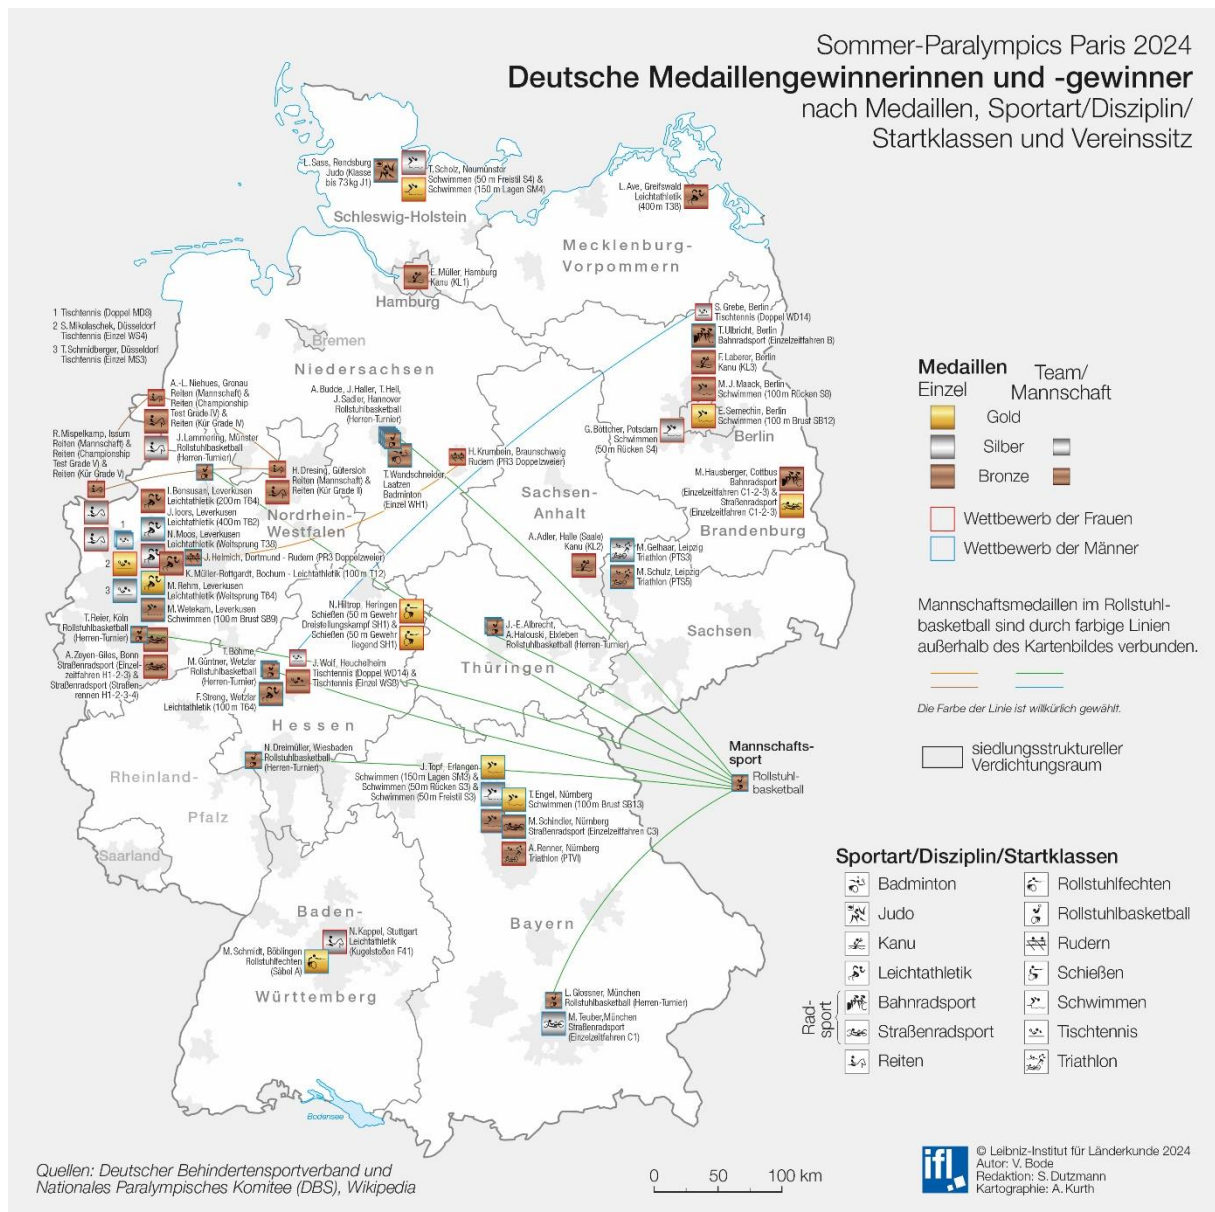 Sommer-Paralympics Paris 2024
Deutsche Medaillengewinnerinnen und -gewinner
nach Medaillen, Sportart/Disziplin/
Startklassen und Vereinssitz
L. Sass, Rendsburg
Judo (Klasse
bis 73 kg J1)
T. Scholz, Neumünster
Schwimmen (50 m Freistil S4) &
Schwimmen (150 m Lagen SM4)
Schleswig-Holstein
L. Ave, Greifswald
Leichtathletik
(400 m T38)
Mecklenburg-
Vorpommern
E. Müller, Hamburg
Kanu (KL1)
Hamburg
1 Tischtennis (Doppel MD8)
2 S. Mikolaschek, Düsseldorf
Tischtennis (Einzel WS4)
3 T. Schmidberger, Düsseldorf
Tischtennis (Einzel MS3)
Bremen
Niedersachsen
S. Grebe, Berlin
Tischtennis (Doppel WD14)
T. Ulbricht, Berlin
Bahnradsport (Einzelzeitfahren B)
F. Laberer, Berlin
Kanu (KL3)
M. J. Maack, Berlin
Schwimmen (100 m Rücken S8)
E. Semechin, Berlin
Schwimmen (100 m Brust SB12)
Berlin
G. Böttcher, Potsdam
Schwimmen
(50 m Rücken S4)
A.-L. Niehues, Gronau
Reiten (Mannschaft) &
Reiten (Championship
Test Grade IV) &
Reiten (Kür Grade IV)
A. Budde, J. Haller, T. Hell,
J. Sadler, Hannover
Rollstuhlbasketball
(Herren-Turnier)
R. Mispelkamp, Issum
Reiten (Mannschaft) &
Reiten (Championship
Test Grade V) &
Reiten (Kür Grade V)
J. Lammering, Münster
Rollstuhlbasketball
(Herren-Turnier)
H. Krumbein, Braunschweig
Rudern (PR3 Doppelzweier)
H. Dresing, Gütersloh
Reiten (Mannschaft) &
Reiten (Kür Grade II)
T. Wandschneider,
Laatzen
Badminton
(Einzel WH1)
M. Hausberger, Cottbus
Bahnradsport
(Einzelzeitfahren C1-2-3) &
Straßenradsport
(Einzelzeitfahren C1-2-3)
Brandenburg
Sachsen-
Anhalt
I. Bensusan, Leverkusen
Leichtathletik (200 m T64)
J. Floors, Leverkusen
Leichtathletik (400 m T62)
N. Moos, Leverkusen
Leichtathletik (Weitsprung T38)
Nordrhein-
Westfalen
1
2
3
J. Helmich, Dortmund - Rudern (PR3 Doppelzweier)
K. Müller-Rottgardt, Bochum - Leichtathletik (100 m T12)
M. Rehm, Leverkusen
Leichtathletik (Weitsprung T64)
M. Wetekam, Leverkusen
Schwimmen (100 m Brust SB9)
A. Adler, Halle (Saale)
Kanu (KL2)
M. Gelhaar, Leipzig
Triathlon (PTS3)
M. Schulz, Leipzig
Triathlon (PTS5)
T. Reier, Köln
Rollstuhlbasketball
(Herren-Turnier)
A. Zeyen-Giles, Bonn
Straßenradsport (Einzel-
zeitfahren H1-2-3) &
Straßenradsport (Straßen-
rennen H1-2-3-4)
N. Hiltrop, Heringen
Schießen (50 m Gewehr
Dreistellungskampf SH1) &
Schießen (50 m Gewehr
liegend SH1)
J.-E. Albrecht,
A. Halouski, Elxleben
Rollstuhlbasketball (Herren-Turnier)
Sachsen
Thüringen
T. Böhme,
M. Güntner, Wetzlar
Rollstuhlbasketball
(Herren-Turnier)
J. Wolf, Heuchelheim
Tischtennis (Doppel WD14) &
Tischtennis (Einzel WS8)
F. Streng, Wetzlar
Leichtathletik (100 m T64)
Hessen
N. Dreimüller, Wiesbaden
Rollstuhlbasketball
(Herren-Turnier)
Rheinland-
Pfalz
Saarland
J. Topf, Erlangen
Schwimmen (150 m Lagen SM3) &
Schwimmen (50 m Rücken S3) &
Schwimmen (50 m Freistil S3)
T. Engel, Nürnberg
Schwimmen (100 m Brust SB13)
M. Schindler, Nürnberg
Straßenradsport (Einzelzeitfahren C3)
A. Renner, Nürnberg
Triathlon (PTVI)
Mannschafts-
sport
Rollstuhl-
basketball
Baden-
Württemberg
N. Kappel, Stuttgart
Leichtathletik
(Kugelstoßen F41)
M. Schmidt, Böblingen
Rollstuhlfechten
(Säbel A)
Bayern
L. Glossner, München
Rollstuhlbasketball (Herren-Turnier)
M. Teuber, München
Straßenradsport
(Einzelzeitfahren C1)
Bodensee
Medaillen
Einzel
Team/
Mannschaft
Gold
Silber
Bronze
Wettbewerb der Frauen
Wettbewerb der Männer
Mannschaftsmedaillen im Rollstuhl-
basketball sind durch farbige Linien
außerhalb des Kartenbildes verbunden.
Die Farbe der Linie ist willkürlich gewählt.
siedlungsstruktureller
Verdichtungsraum
Sportart/Disziplin/Startklassen
Badminton
Judo
Kanu
Leichtathletik
Rad-
sport
Bahnradsport
Straßenradsport
Reiten
Rollstuhlfechten
Rollstuhlbasketball
Rudern
Schießen
Schwimmen
Tischtennis
Triathlon
Quellen: Deutscher Behindertensportverband und
Nationales Paralympisches Komitee (DBS), Wikipedia
0 50 100 km
ifl
© Leibniz-Institut für Länderkunde 2024
Autor: V. Bode
Redaktion: S. Dutzmann
Kartographie: A. Kurth